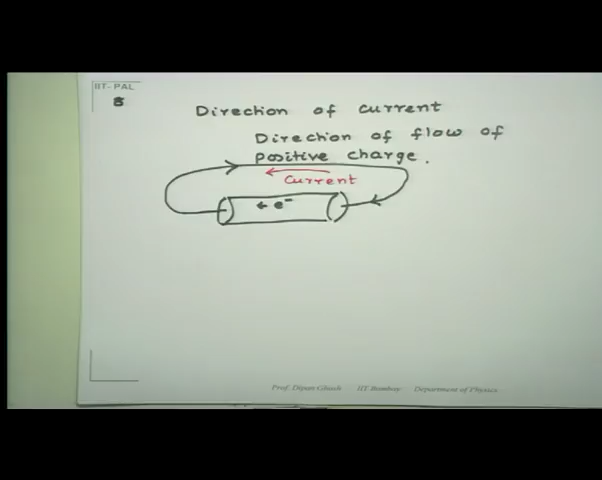 IIT-PAL
8
Direction of current
Direction of flow of
positive charge.
Current
← e⁻
Prof. Dipan Ghosh IIT Bombay Department of Physics